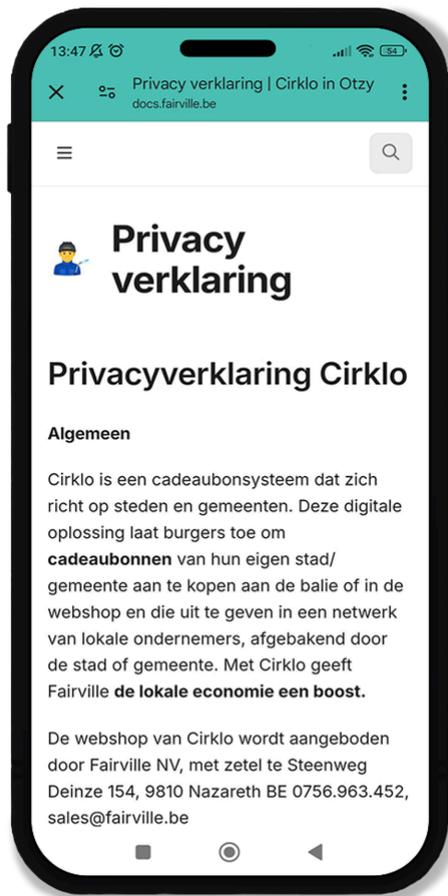 13:47
54
Privacy verklaring | Cirklo in Otzy
docs.fairville.be
Privacy
verklaring
Privacyverklaring Cirklo
Algemeen
Cirklo is een cadeaubonsysteem dat zich
richt op steden en gemeenten. Deze digitale
oplossing laat burgers toe om
cadeaubonnen van hun eigen stad/
gemeente aan te kopen aan de balie of in de
webshop en die uit te geven in een netwerk
van lokale ondernemers, afgebakend door
de stad of gemeente. Met Cirklo geeft
Fairville de lokale economie een boost.
De webshop van Cirklo wordt aangeboden
door Fairville NV, met zetel te Steenweg
Deinze 154, 9810 Nazareth BE 0756.963.452,
sales@fairville.be